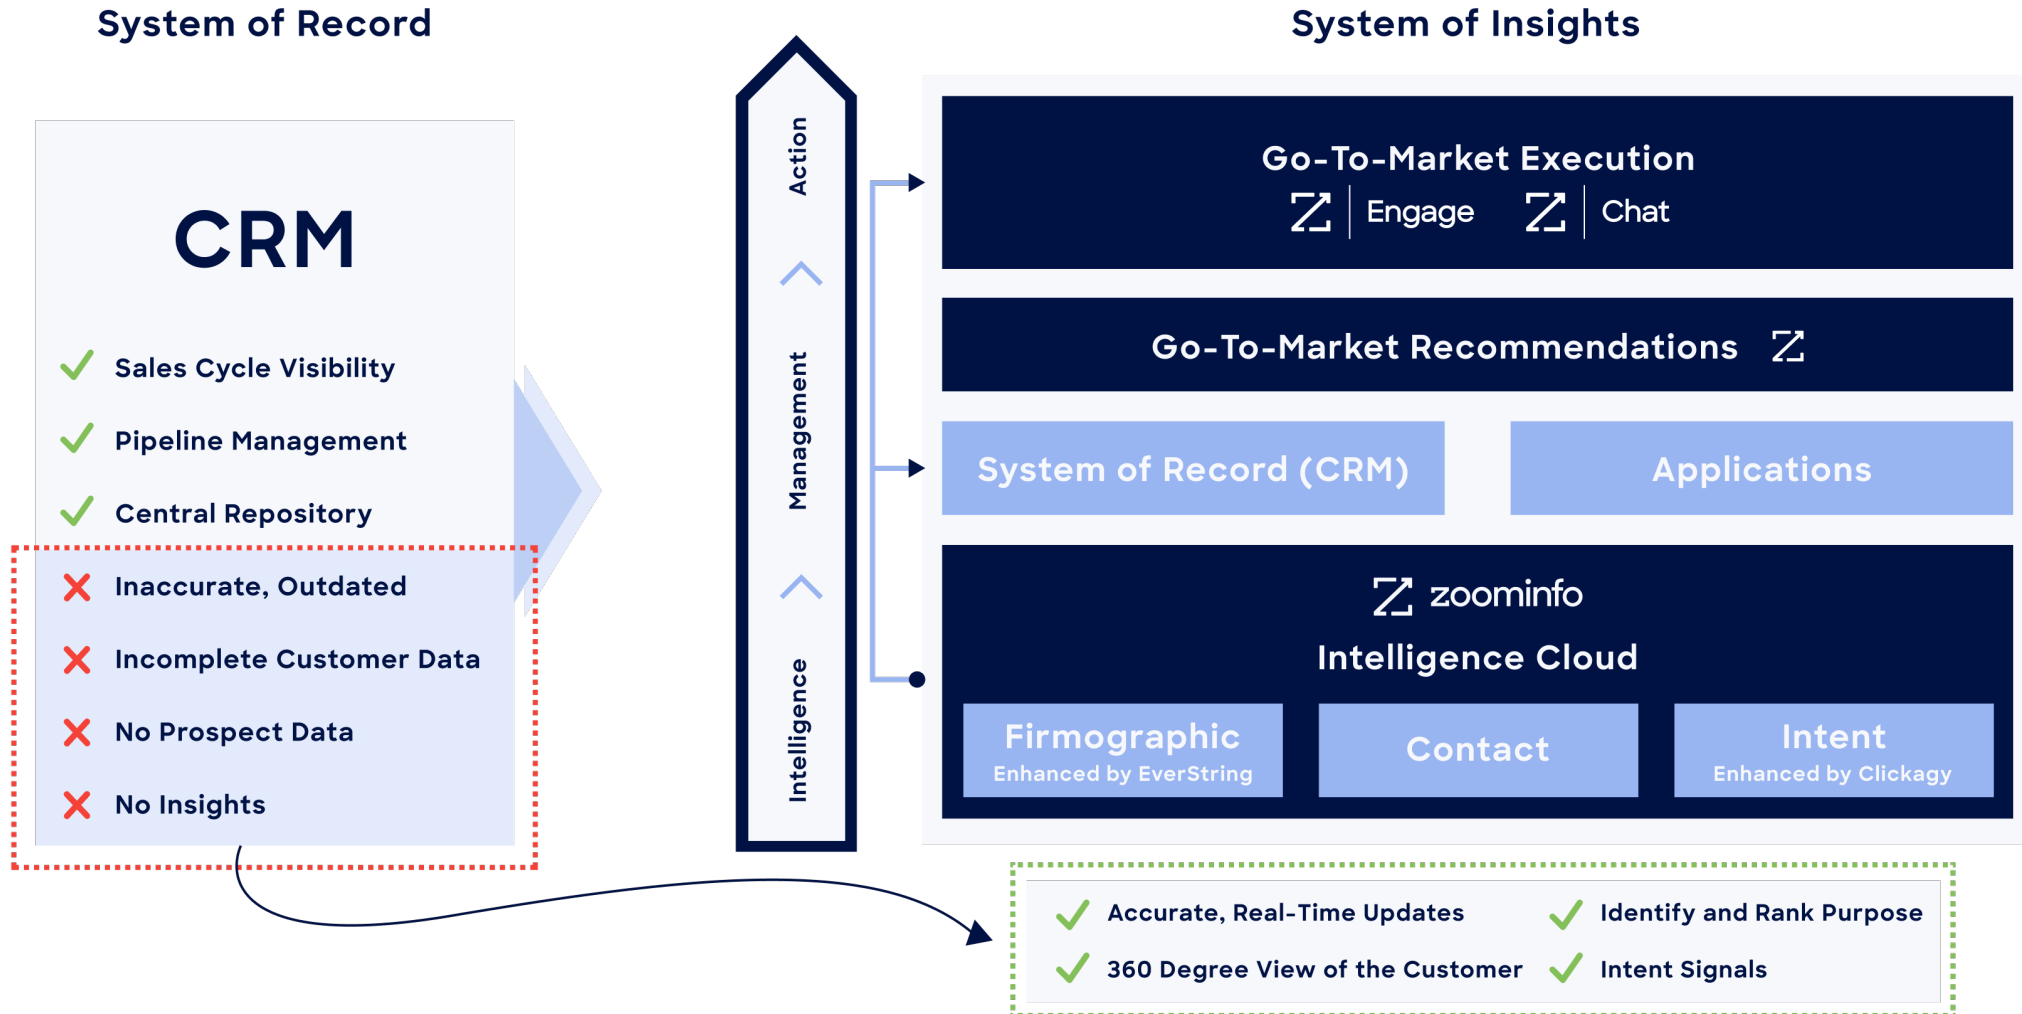 System of Record
CRM
Sales Cycle Visibility
Pipeline Management
Central Repository
Inaccurate, Outdated
Incomplete Customer Data
No Prospect Data
No Insights
Action
Management
Intelligence
System of Insights
Go-To-Market Execution
Engage
Chat
Go-To-Market Recommendations
System of Record (CRM)
Applications
zoominfo
Intelligence Cloud
Firmographic
Enhanced by EverString
Contact
Intent
Enhanced by Clickagy
Accurate, Real-Time Updates
Identify and Rank Purpose
360 Degree View of the Customer
Intent Signals